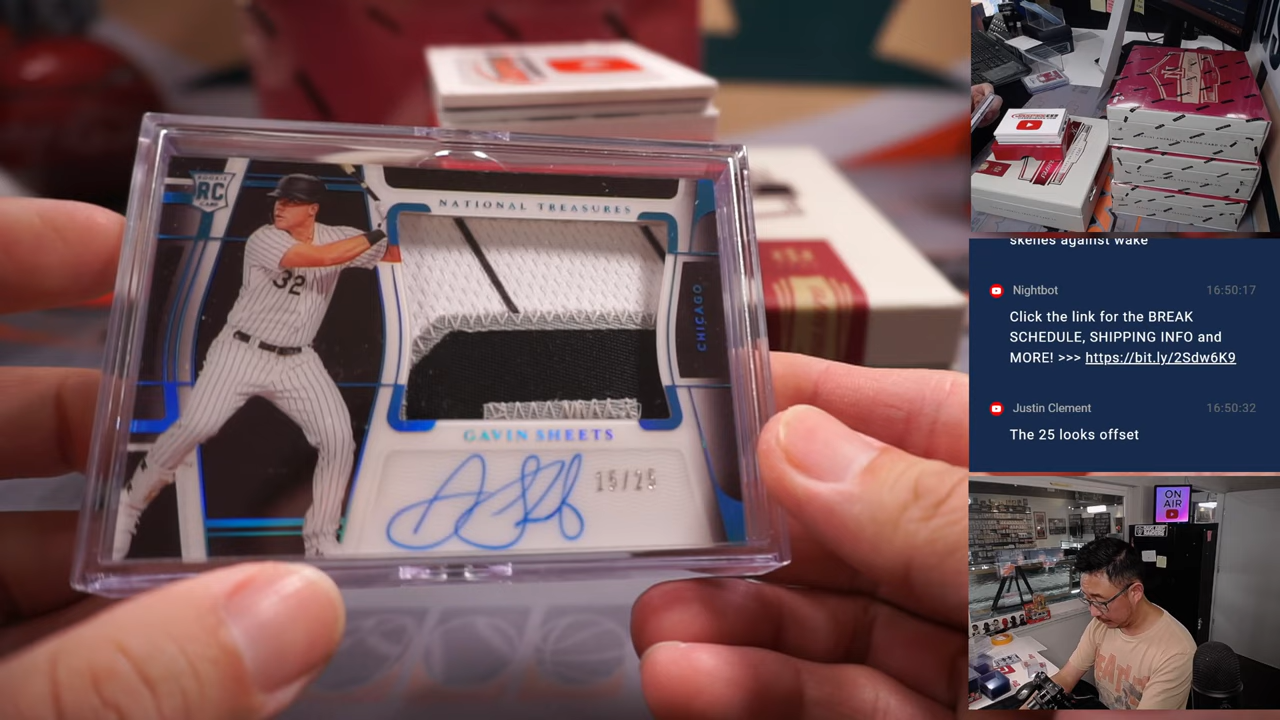 ROOKIE
RC
CARD
32
NATIONAL TREASURES
CHICAGO
GAVIN SHEETS
15/25
skenes against wake
Nightbot 16:50:17
Click the link for the BREAK
SCHEDULE, SHIPPING INFO and
MORE! >>> https://bit.ly/2Sdw6K9
Justin Clement 16:50:32
The 25 looks offset
ON
AIR